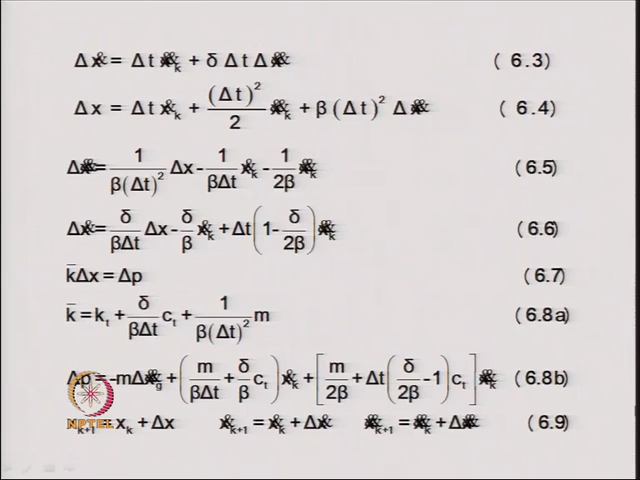 Δẋ = Δt ẍₖ + δ Δt Δẍ (6.3)
Δx = Δt ẋₖ + (Δt)²/2 ẍₖ + β(Δt)² Δẍ (6.4)
Δẍ = 1/(β(Δt)²) Δx - 1/(βΔt) ẋₖ - 1/(2β) ẍₖ (6.5)
Δẋ = δ/(βΔt) Δx - δ/β ẋₖ + Δt(1 - δ/(2β)) ẍₖ (6.6)
k̄Δx = Δp (6.7)
k̄ = kₜ + δ/(βΔt) cₜ + 1/(β(Δt)²) m (6.8a)
Δp = -mΔẍg + (m/(βΔt) + δ/β cₜ) ẋₖ + [m/(2β) + Δt(δ/(2β) - 1) cₜ] ẍₖ (6.8b)
xₖ₊₁ = xₖ + Δx ẋₖ₊₁ = ẋₖ + Δẋ ẍₖ₊₁ = ẍₖ + Δẍ (6.9)
NPTEL